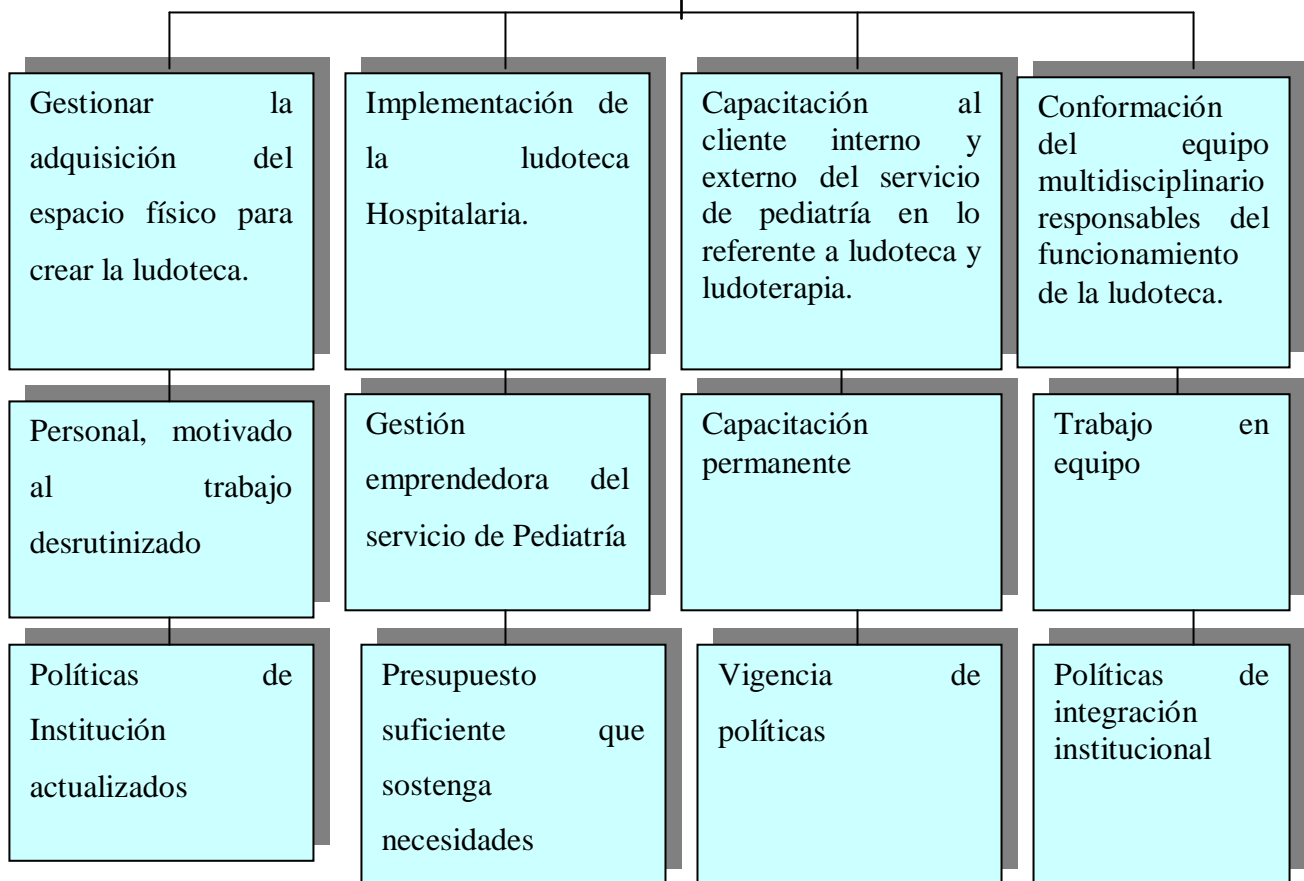 Gestionar la
adquisición del
espacio físico para
crear la ludoteca.
Implementación de
la ludoteca
Hospitalaria.
Capacitación al
cliente interno y
externo del servicio
de pediatría en lo
referente a ludoteca y
ludoterapia.
Conformación
del equipo
multidisciplinario
responsables del
funcionamiento
de la ludoteca.
Personal, motivado
al trabajo
desrutinizado
Gestión
emprendedora del
servicio de Pediatría
Capacitación
permanente
Trabajo en
equipo
Políticas de
Institución
actualizados
Presupuesto
suficiente que
sostenga
necesidades
Vigencia de
políticas
Políticas de
integración
institucional